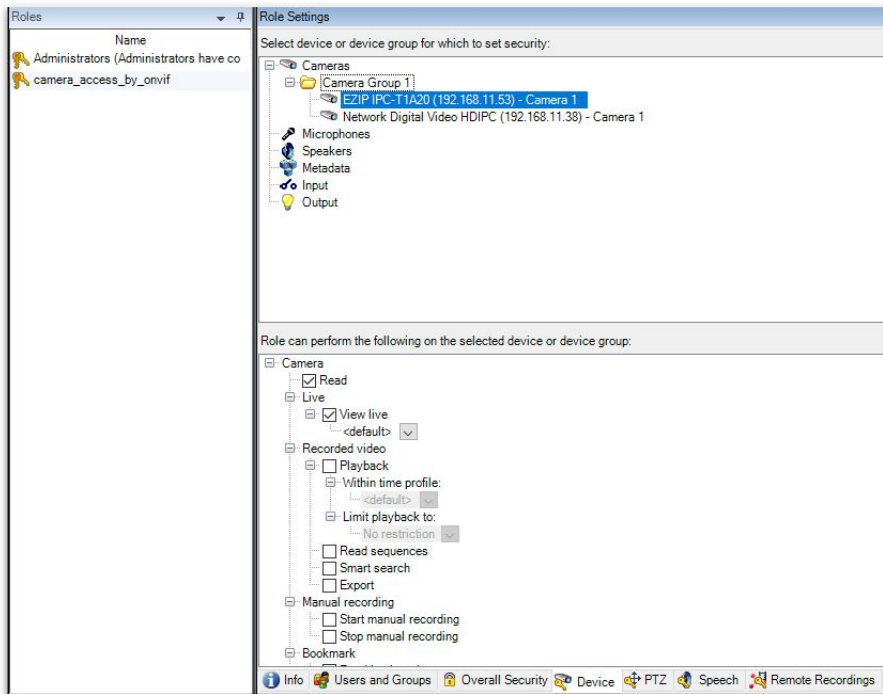 Roles
Name
Administrators (Administrators have co
camera_access_by_onvif
Role Settings
Select device or device group for which to set security:
Cameras
Camera Group 1
EZIP IPC-T1A20 (192.168.11.53) - Camera 1
Network Digital Video HDIPC (192.168.11.38) - Camera 1
Microphones
Speakers
Metadata
Input
Output
Role can perform the following on the selected device or device group:
Camera
Read
Live
View live
<default>
Recorded video
Playback
Within time profile:
<default>
Limit playback to:
No restriction
Read sequences
Smart search
Export
Manual recording
Start manual recording
Stop manual recording
Bookmark
Info Users and Groups Overall Security Device PTZ Speech Remote Recordings